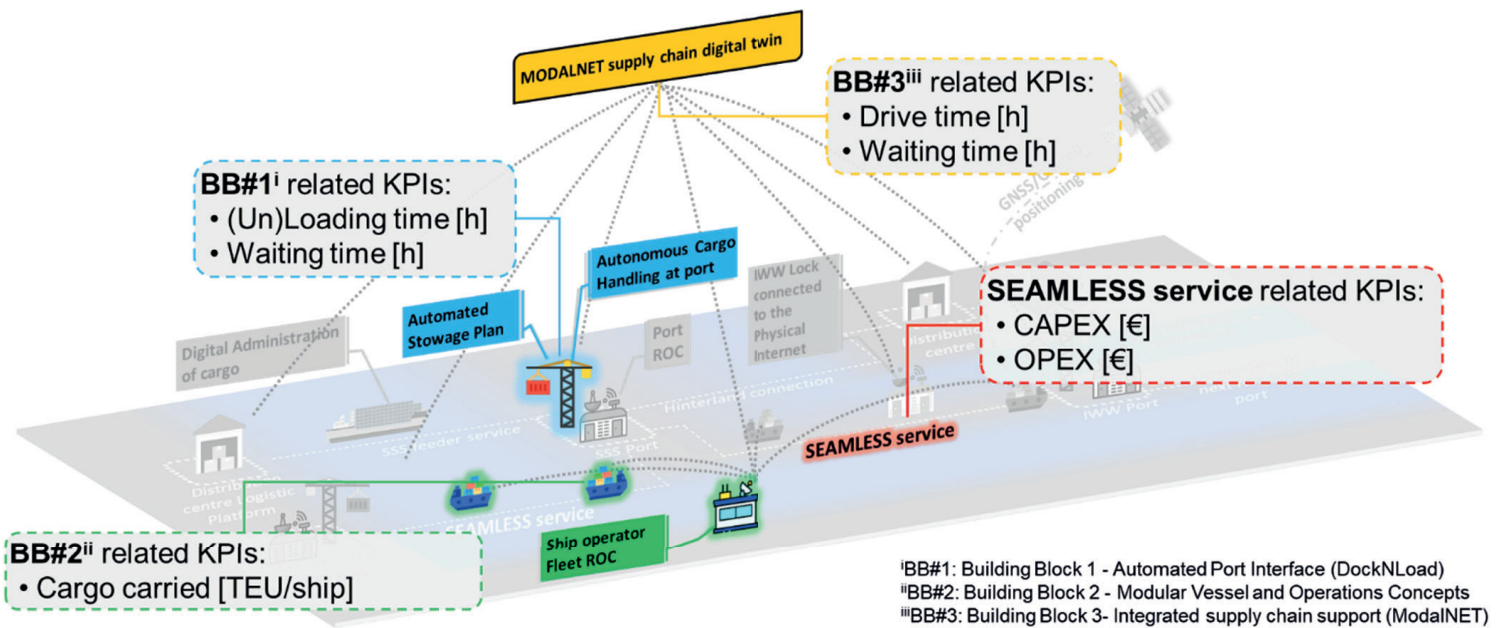 MODALNET supply chain digital twin
BB#3ⁱⁱⁱ related KPIs:
• Drive time [h]
• Waiting time [h]
GNSS/
positioning
BB#1ⁱ related KPIs:
• (Un)Loading time [h]
• Waiting time [h]
Autonomous Cargo
Handling at port
IWW Lock
connected
to the
Physical
Internet
SEAMLESS service related KPIs:
• CAPEX [€]
• OPEX [€]
Automated
Stowage Plan
Digital Administration
of cargo
Port
ROC
centre
Hinterland connection
IWW Port
port
SSS feeder service
SSS Port
SEAMLESS service
centre Logistic
Platform
SEAMLESS service
BB#2ⁱⁱ related KPIs:
• Cargo carried [TEU/ship]
Ship operator
Fleet ROC
ⁱBB#1: Building Block 1 - Automated Port Interface (DockNLoad)
ⁱⁱBB#2: Building Block 2 - Modular Vessel and Operations Concepts
ⁱⁱⁱBB#3: Building Block 3- Integrated supply chain support (ModalNET)